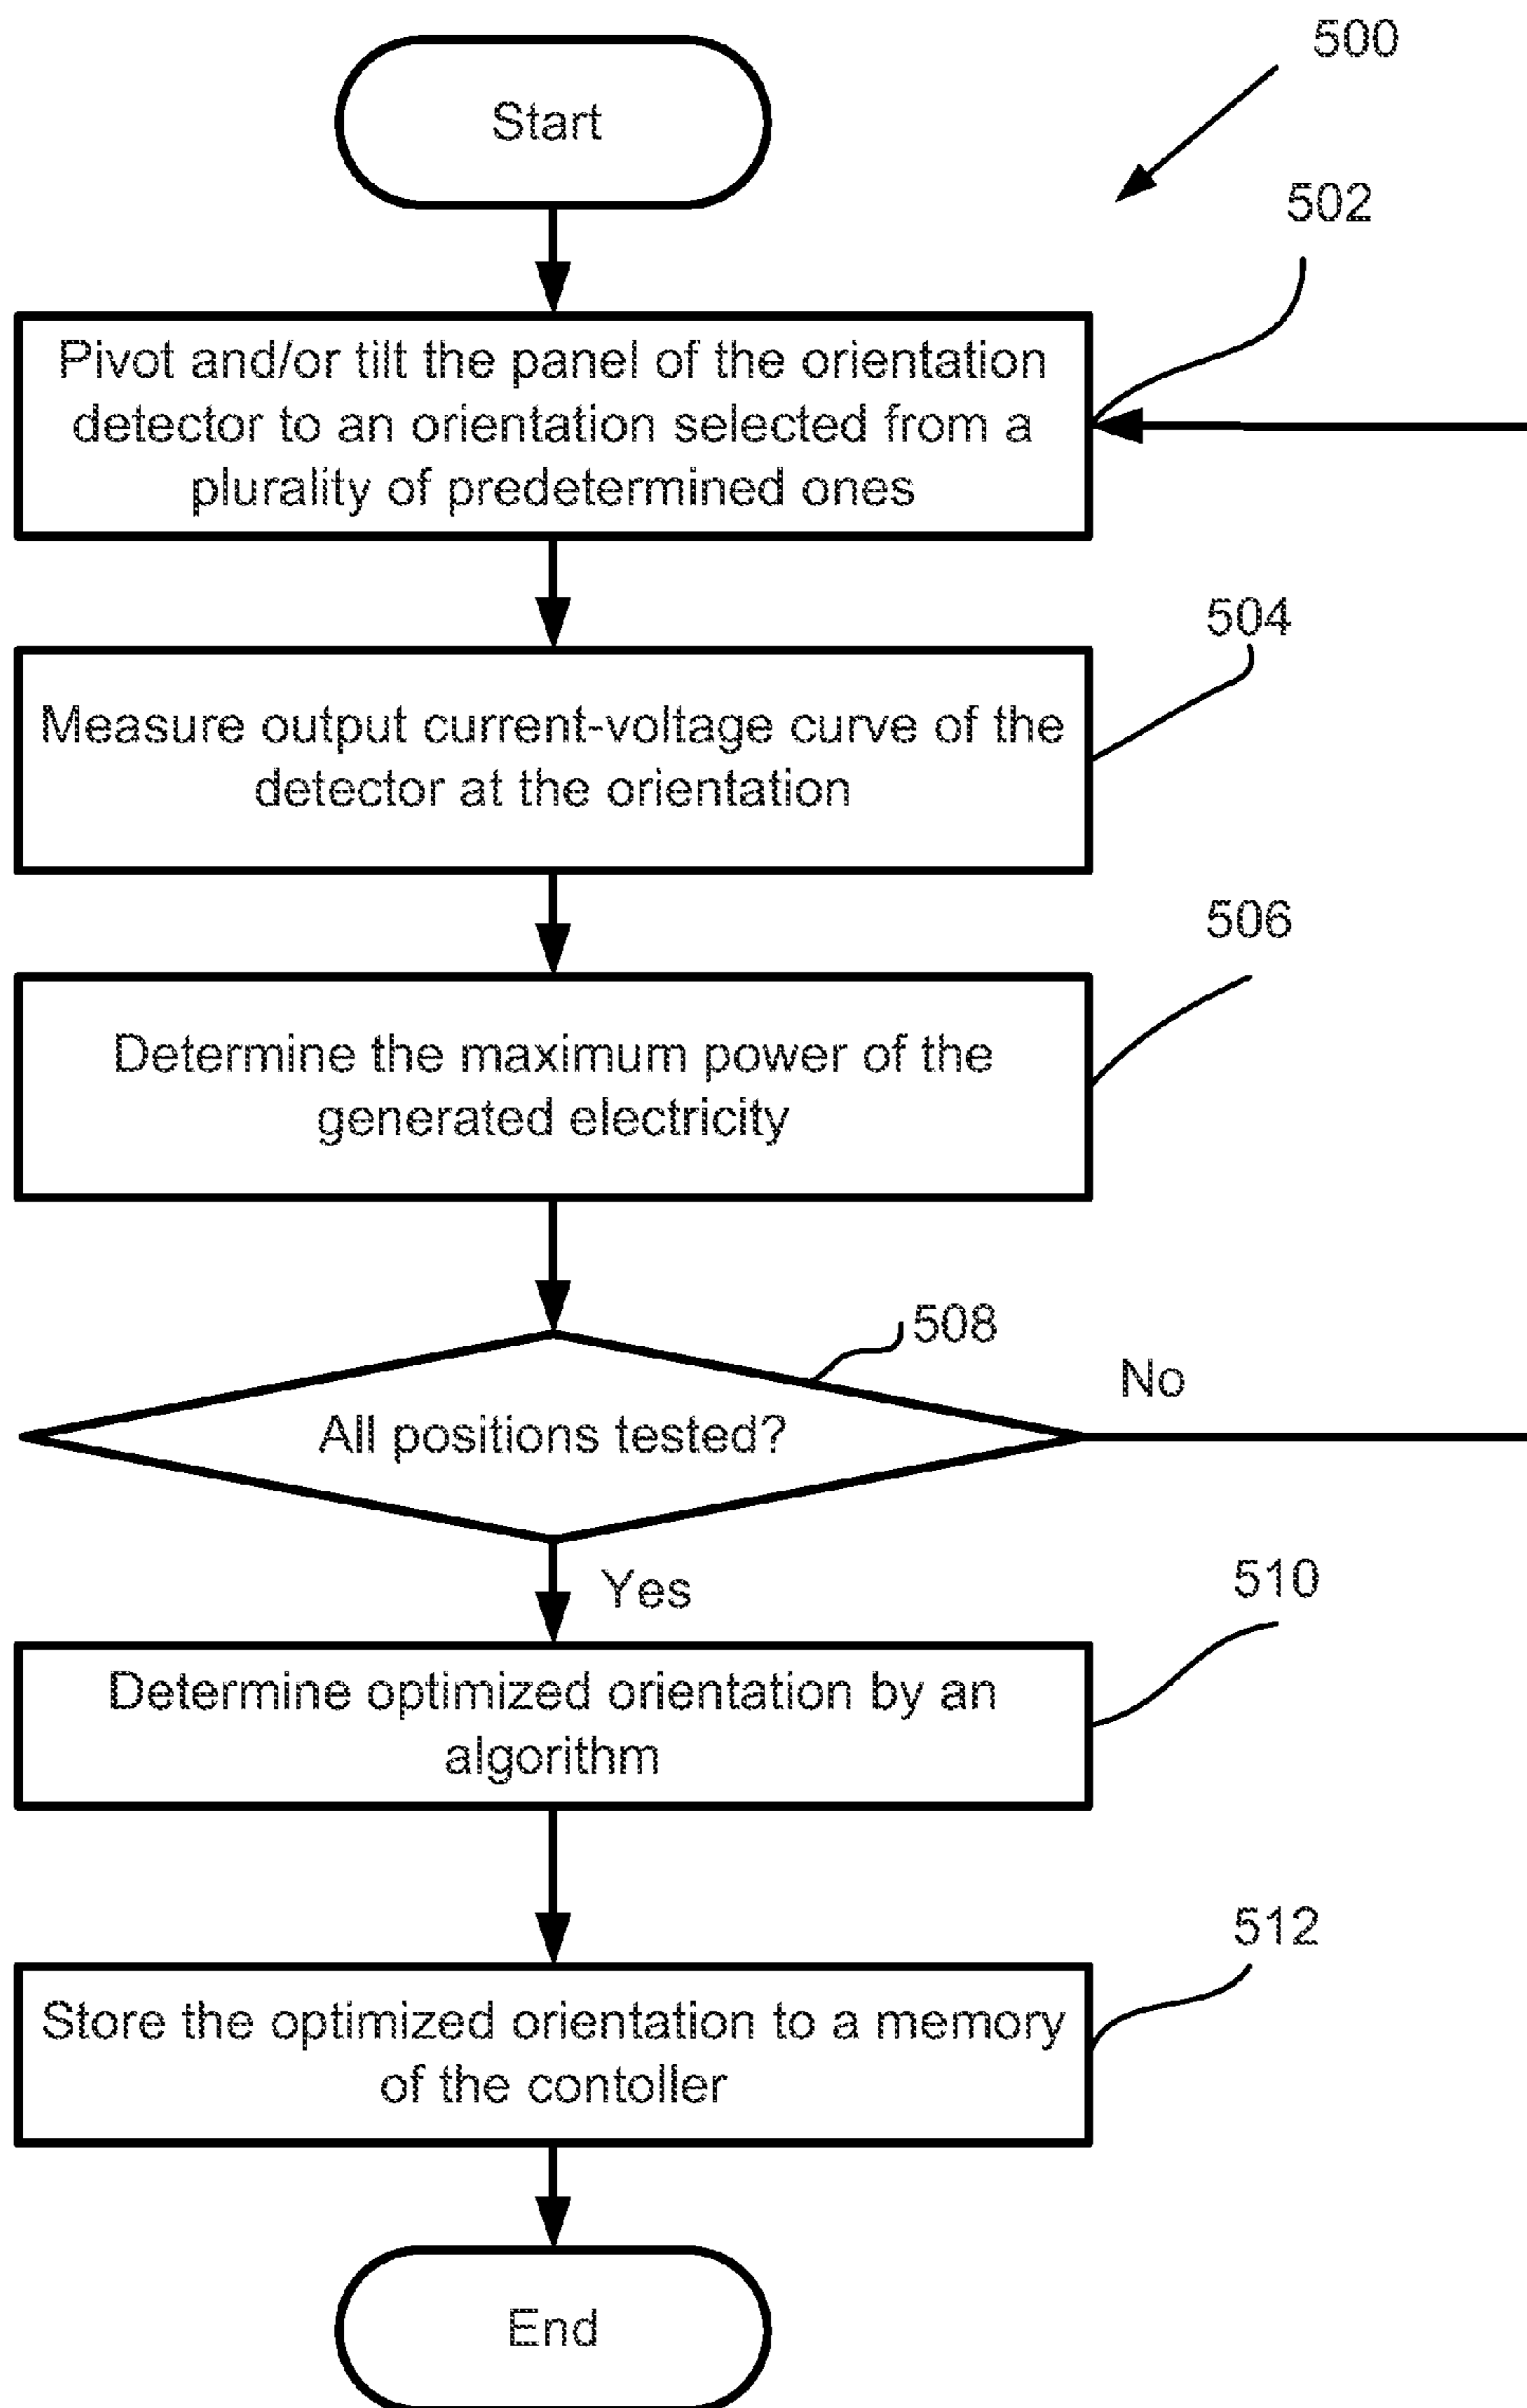 500
Start
502
Pivot and/or tilt the panel of the orientation
detector to an orientation selected from a
plurality of predetermined ones
504
Measure output current-voltage curve of the
detector at the orientation
506
Determine the maximum power of the
generated electricity
508
No
All positions tested?
Yes
510
Determine optimized orientation by an
algorithm
512
Store the optimized orientation to a memory
of the contoller
End